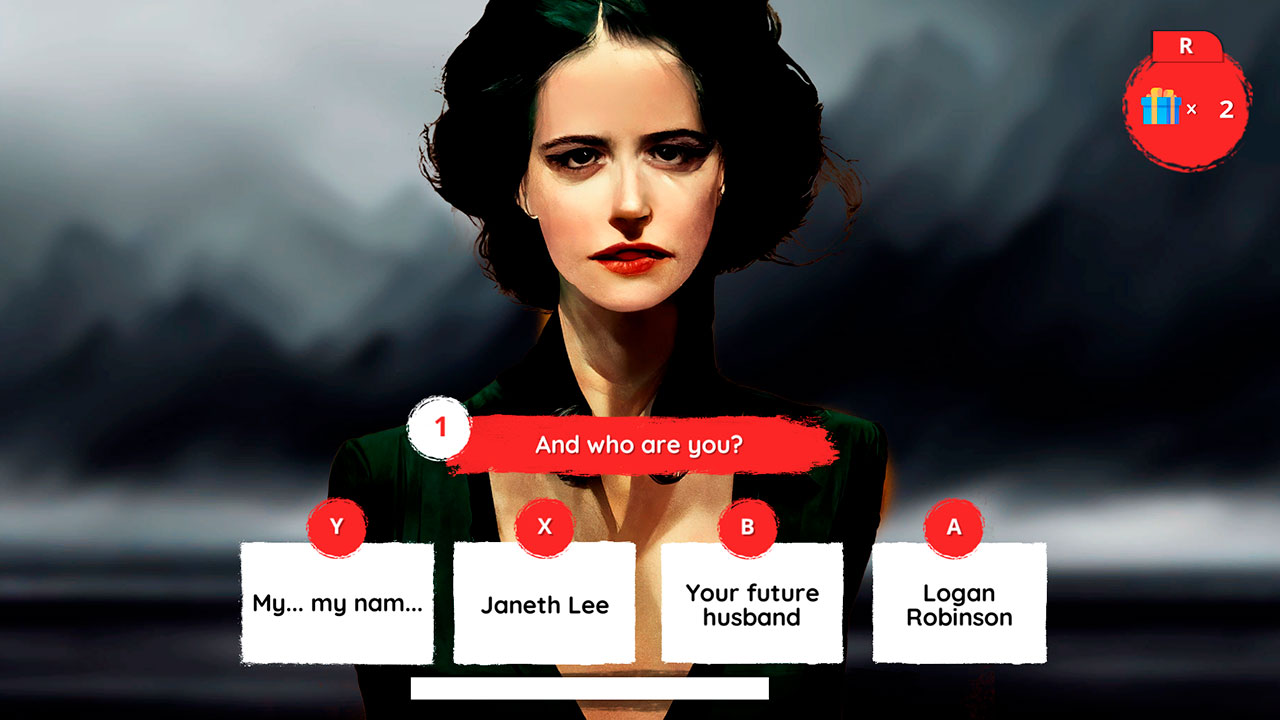 R
× 2
1
And who are you?
Y
X
B
A
My... my nam...
Janeth Lee
Your future
husband
Logan
Robinson